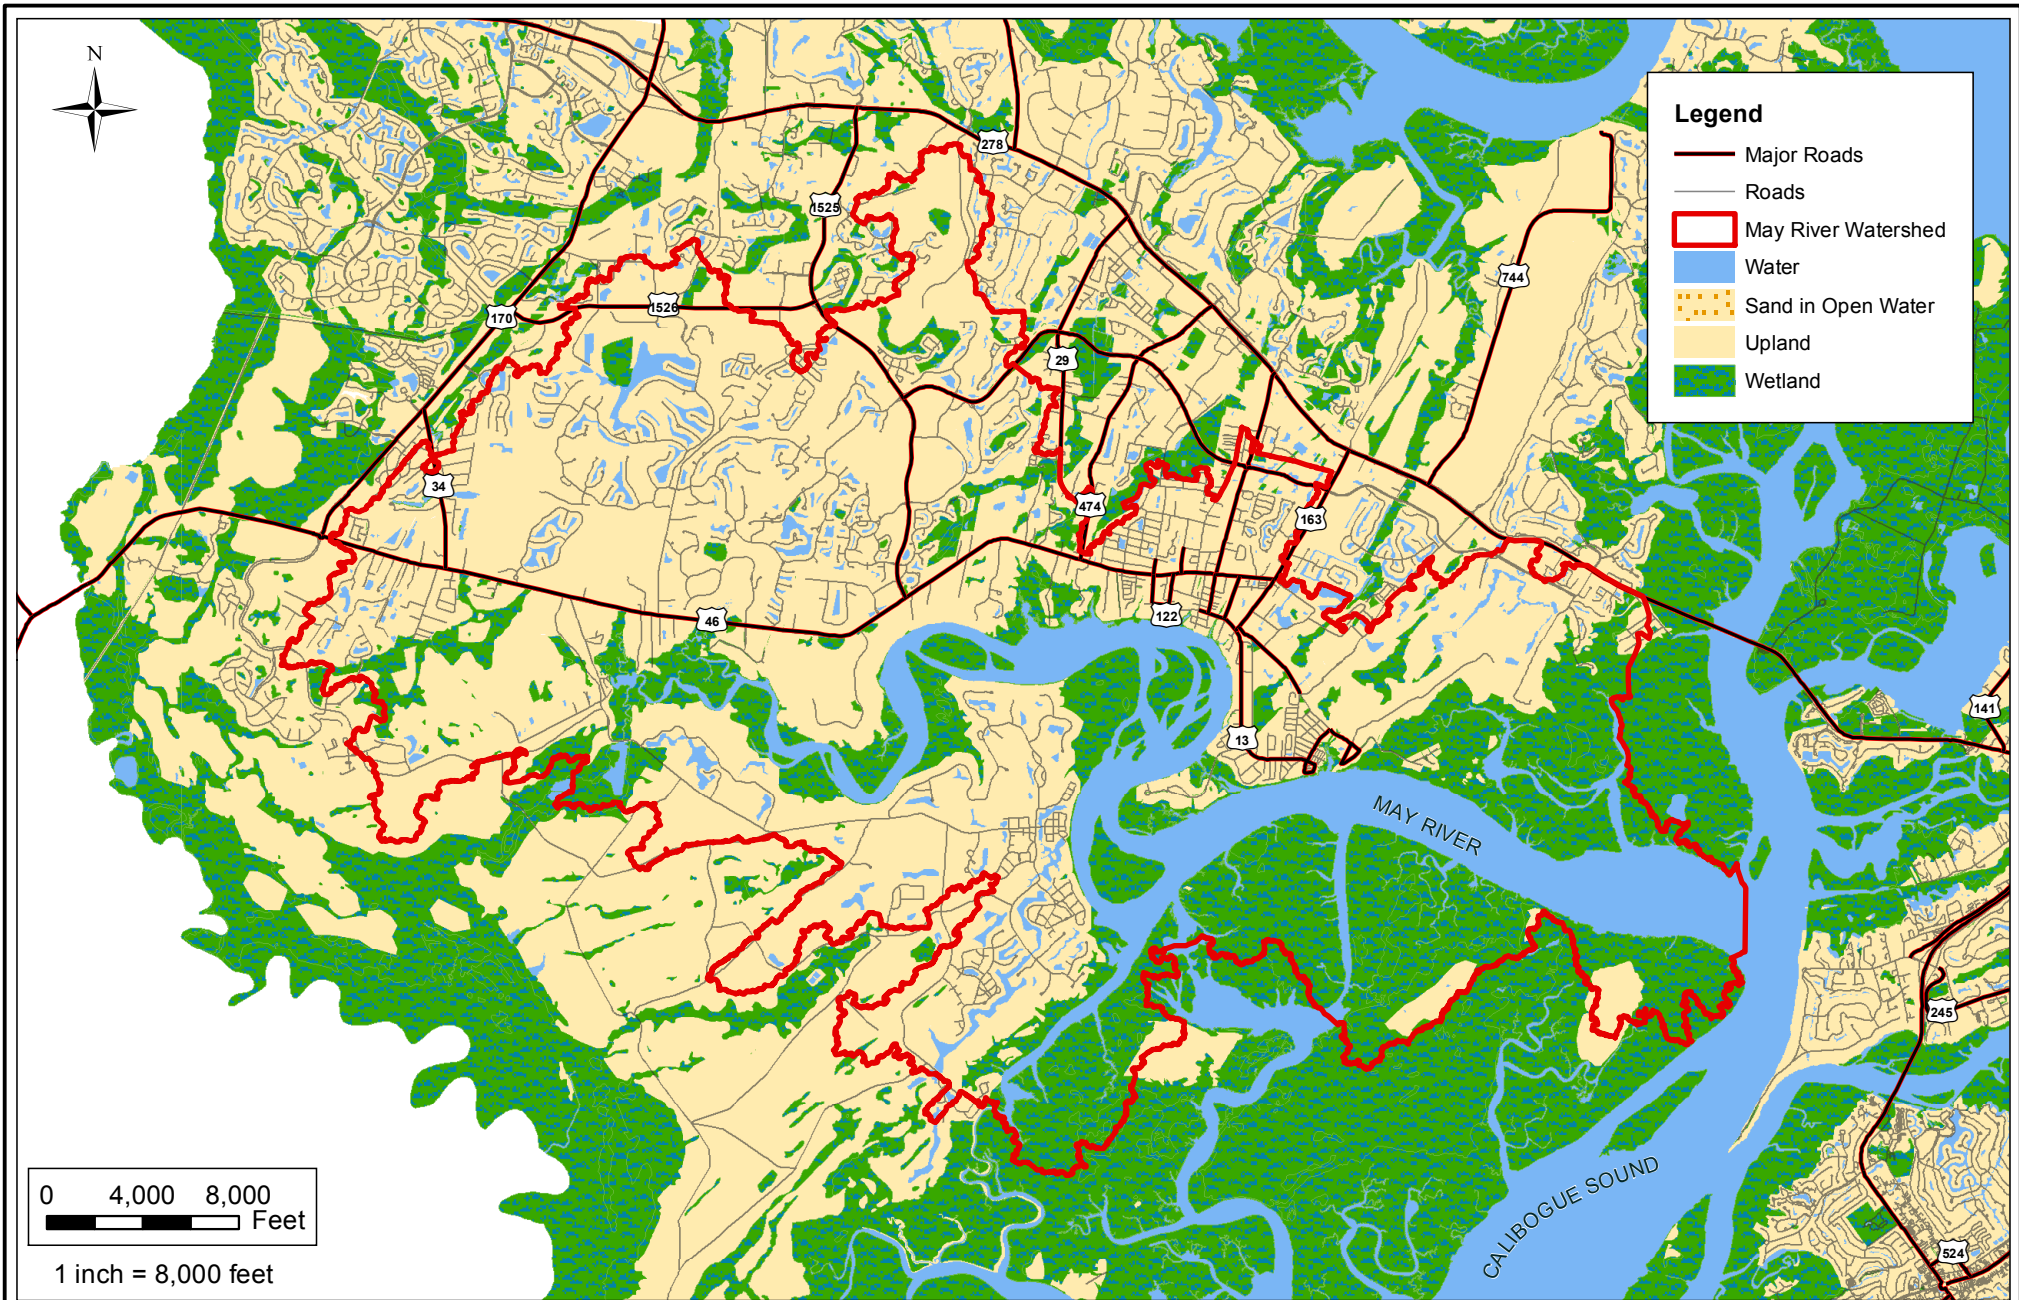 N
Legend
Major Roads
Roads
May River Watershed
Water
Sand in Open Water
Upland
Wetland
278
1525
744
170
1526
29
34
474
163
46
122
141
13
MAY RIVER
245
CALIBOGUE SOUND
524
0 4,000 8,000
Feet
1 inch = 8,000 feet